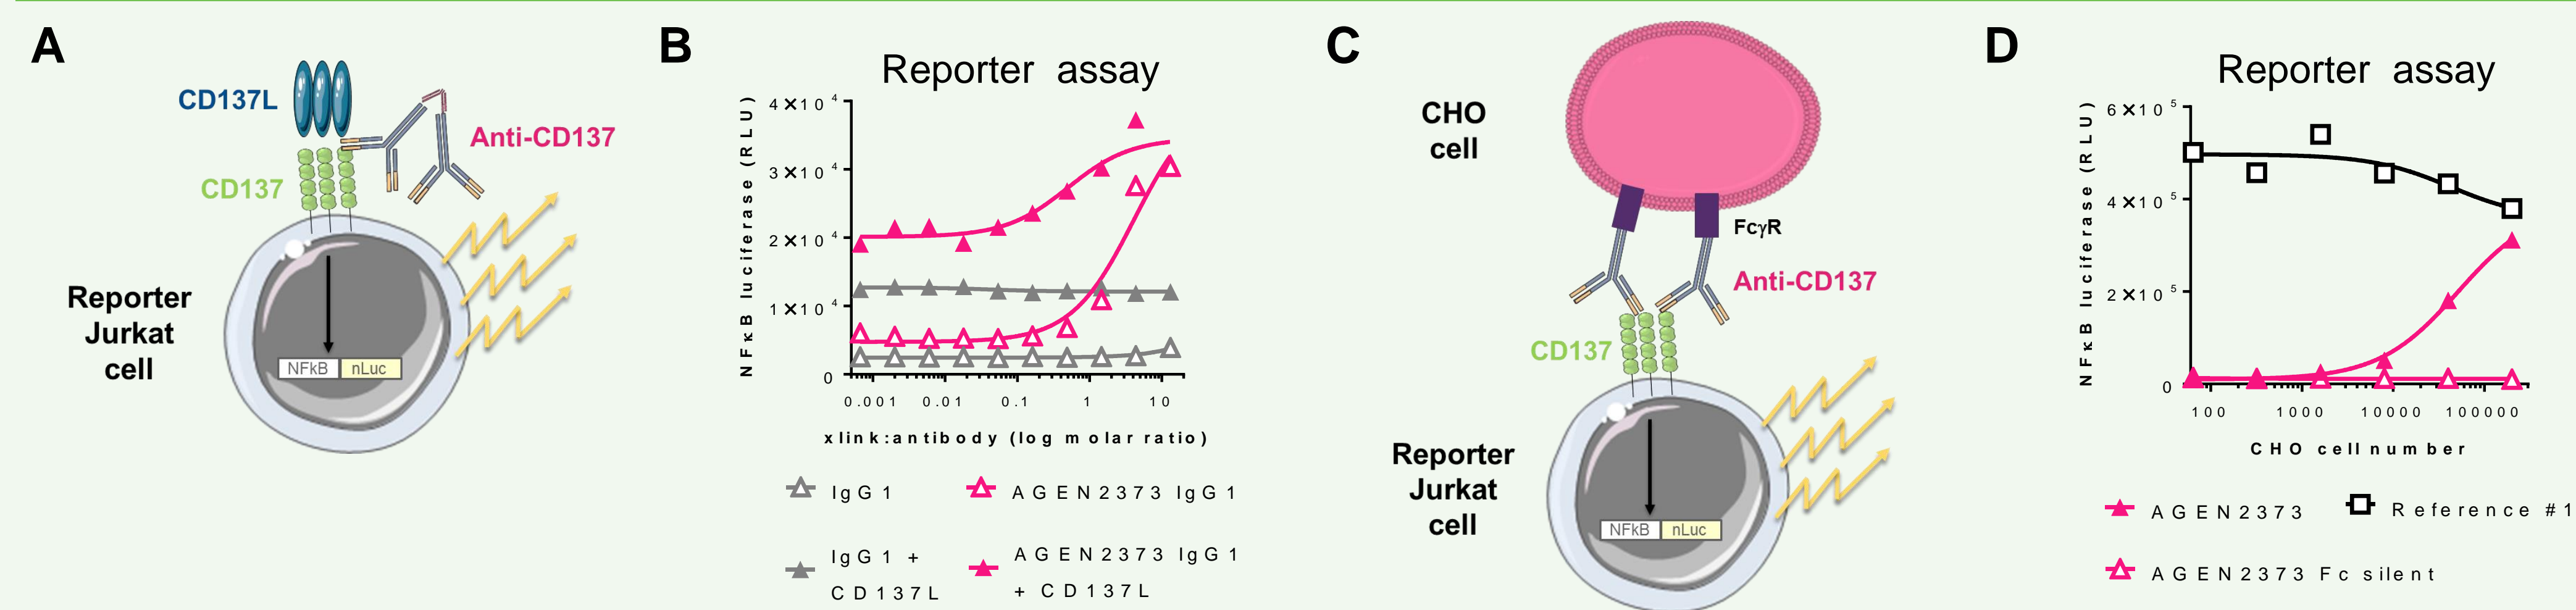 A
CD137L
Anti-CD137
CD137
Reporter
Jurkat
cell
NFkB
nLuc
B
Reporter assay
NFκB luciferase (RLU)
4×10⁴
3×10⁴
2×10⁴
1×10⁴
0
0.001
0.01
0.1
1
10
xlink:antibody (log molar ratio)
IgG1
AGEN2373 IgG1
IgG1 +
CD137L
AGEN2373 IgG1
+ CD137L
C
CHO
cell
FcγR
Anti-CD137
CD137
Reporter
Jurkat
cell
NFkB
nLuc
D
Reporter assay
NFκB luciferase (RLU)
6×10⁵
4×10⁵
2×10⁵
0
100
1000
10000
100000
CHO cell number
AGEN2373
Reference #1
AGEN2373 Fc silent